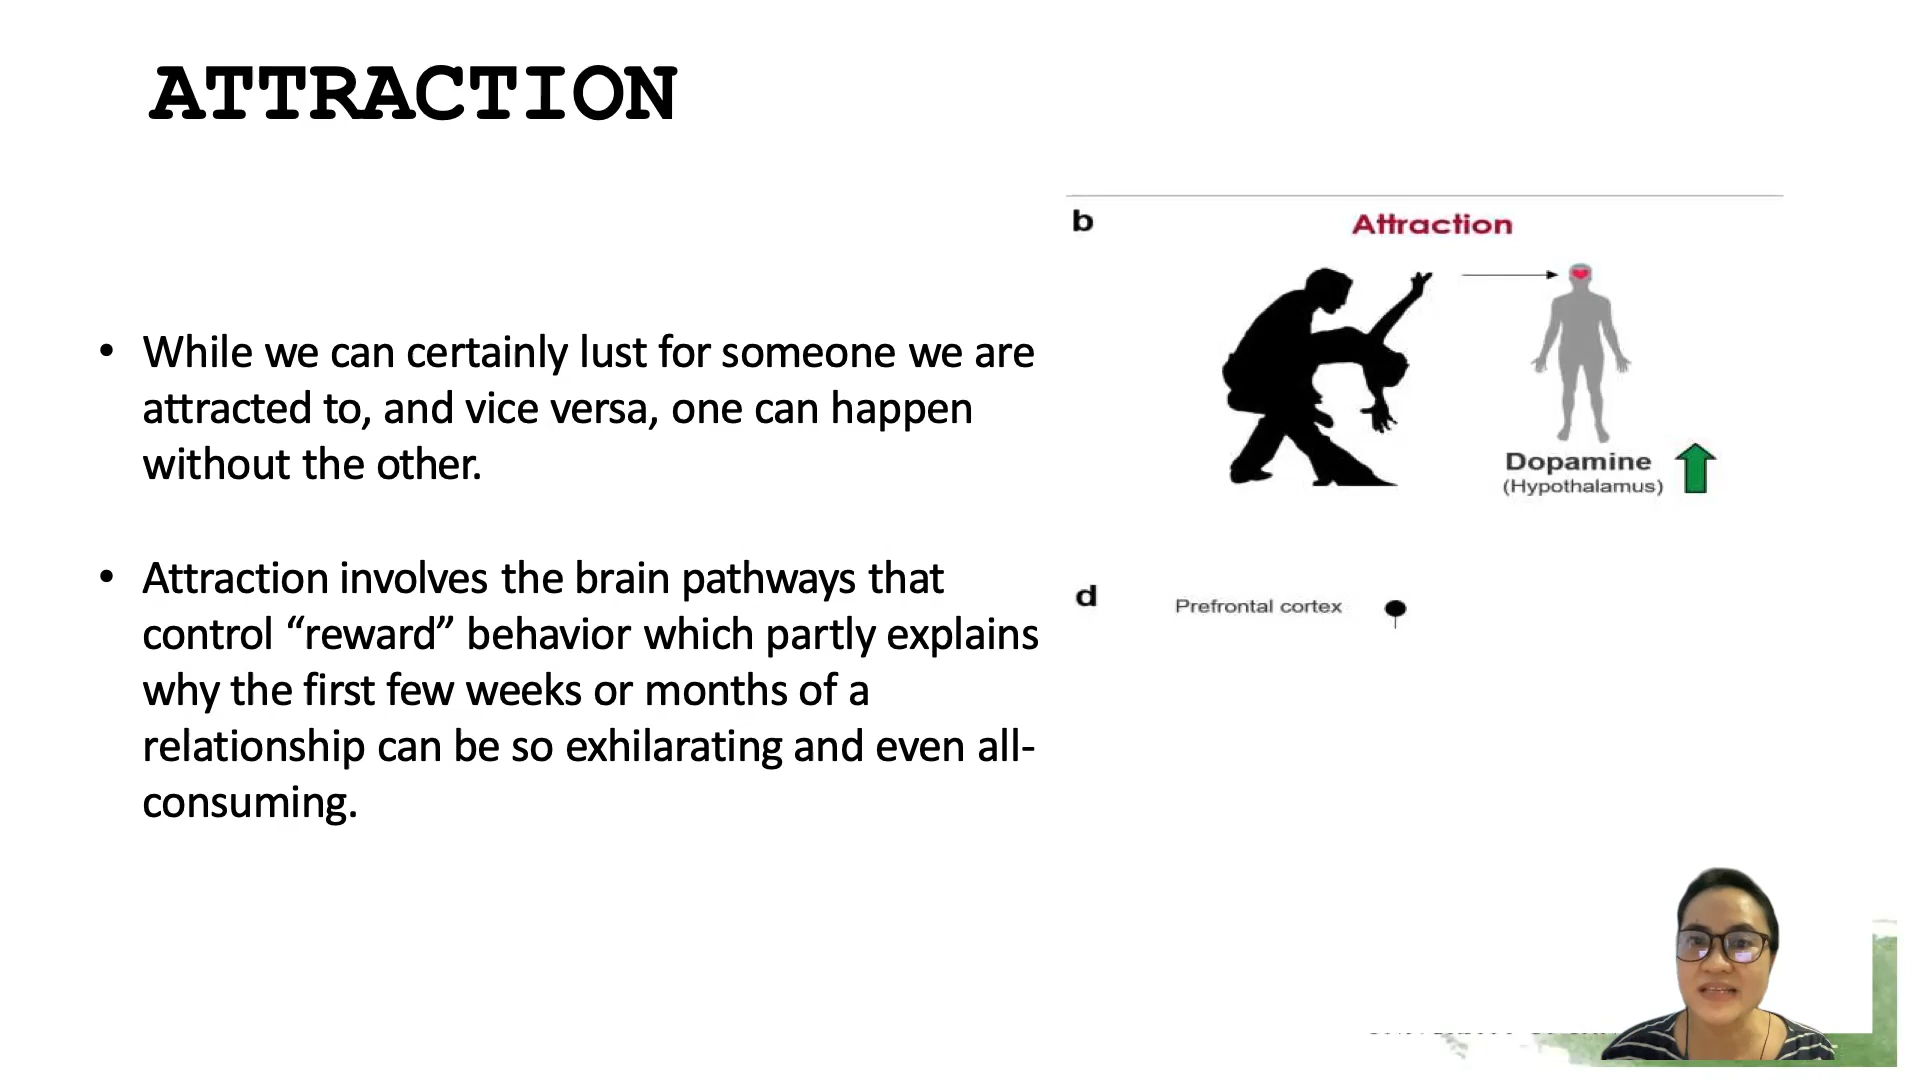 ATTRACTION
• While we can certainly lust for someone we are
attracted to, and vice versa, one can happen
without the other.
• Attraction involves the brain pathways that
control “reward” behavior which partly explains
why the first few weeks or months of a
relationship can be so exhilarating and even all-
consuming.
b
Attraction
Dopamine
(Hypothalamus)
d
Prefrontal cortex